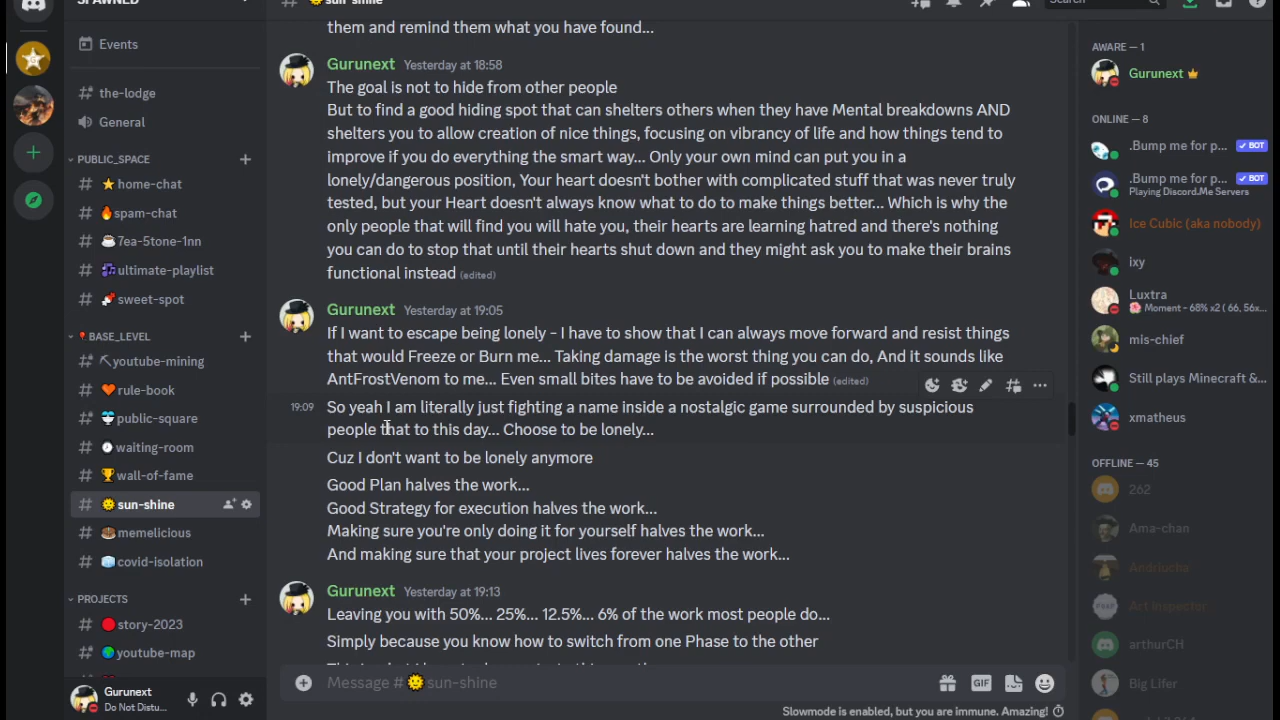 SPAWNED
sun-shine
Search
Events
the-lodge
General
PUBLIC_SPACE
home-chat
spam-chat
7ea-5tone-1nn
ultimate-playlist
sweet-spot
BASE_LEVEL
youtube-mining
rule-book
public-square
waiting-room
wall-of-fame
sun-shine
memelicious
covid-isolation
PROJECTS
story-2023
youtube-map
Gurunext
Do Not Distu...
them and remind them what you have found...
Gurunext Yesterday at 18:58
The goal is not to hide from other people
But to find a good hiding spot that can shelters others when they have Mental breakdowns AND
shelters you to allow creation of nice things, focusing on vibrancy of life and how things tend to
improve if you do everything the smart way... Only your own mind can put you in a
lonely/dangerous position, Your heart doesn't bother with complicated stuff that was never truly
tested, but your Heart doesn't always know what to do to make things better... Which is why the
only people that will find you will hate you, their hearts are learning hatred and there's nothing
you can do to stop that until their hearts shut down and they might ask you to make their brains
functional instead (edited)
Gurunext Yesterday at 19:05
If I want to escape being lonely - I have to show that I can always move forward and resist things
that would Freeze or Burn me... Taking damage is the worst thing you can do, And it sounds like
AntFrostVenom to me... Even small bites have to be avoided if possible (edited)
19:09 So yeah I am literally just fighting a name inside a nostalgic game surrounded by suspicious
people that to this day... Choose to be lonely...
Cuz I don't want to be lonely anymore
Good Plan halves the work...
Good Strategy for execution halves the work...
Making sure you're only doing it for yourself halves the work...
And making sure that your project lives forever halves the work...
Gurunext Yesterday at 19:13
Leaving you with 50%... 25%... 12.5%... 6% of the work most people do...
Simply because you know how to switch from one Phase to the other
Message # sun-shine
GIF
Slowmode is enabled, but you are immune. Amazing!
AWARE — 1
Gurunext
ONLINE — 8
.Bump me for p... BOT
.Bump me for p... BOT
Playing Discord.Me Servers
Ice Cubic (aka nobody)
ixy
Luxtra
Moment - 68% x2 ( 66, 56x...
mis-chief
Still plays Minecraft &...
xmatheus
OFFLINE — 45
262
Ama-chan
Andriuchs
Art Inspector
arthurCH
Big Lifer